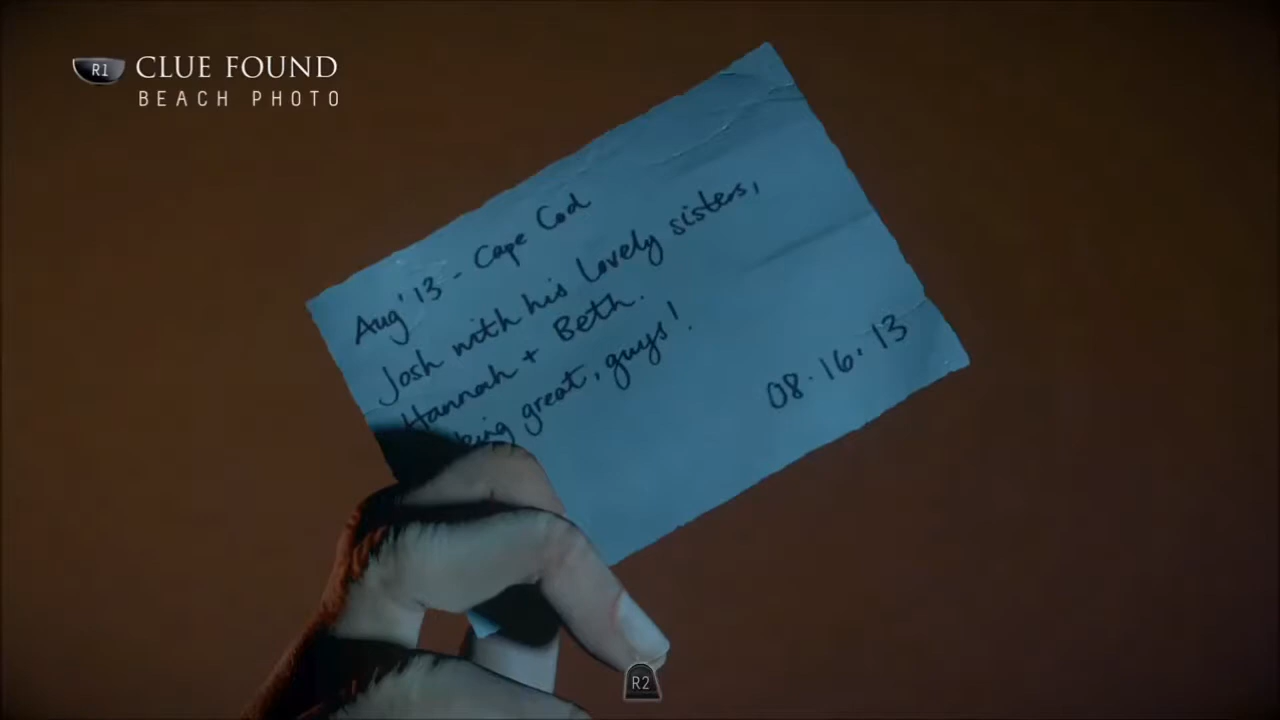 R1 CLUE FOUND
BEACH PHOTO
Aug '13 - Cape Cod
Josh with his lovely sisters,
Hannah + Beth.
great, guys!
08.16.13
R2